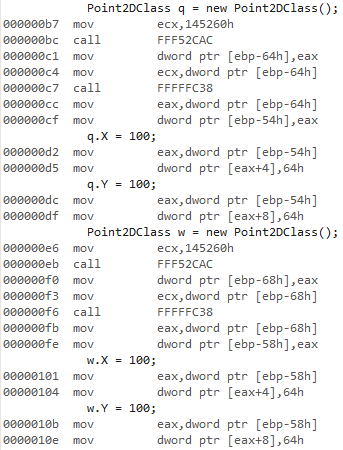 Point2DClass q = new Point2DClass();
000000b7 mov ecx,145260h
000000bc call FFF52CAC
000000c1 mov dword ptr [ebp-64h],eax
000000c4 mov ecx,dword ptr [ebp-64h]
000000c7 call FFFFFC38
000000cc mov eax,dword ptr [ebp-64h]
000000cf mov dword ptr [ebp-54h],eax
q.X = 100;
000000d2 mov eax,dword ptr [ebp-54h]
000000d5 mov dword ptr [eax+4],64h
q.Y = 100;
000000dc mov eax,dword ptr [ebp-54h]
000000df mov dword ptr [eax+8],64h
Point2DClass w = new Point2DClass();
000000e6 mov ecx,145260h
000000eb call FFF52CAC
000000f0 mov dword ptr [ebp-68h],eax
000000f3 mov ecx,dword ptr [ebp-68h]
000000f6 call FFFFFC38
000000fb mov eax,dword ptr [ebp-68h]
000000fe mov dword ptr [ebp-58h],eax
w.X = 100;
00000101 mov eax,dword ptr [ebp-58h]
00000104 mov dword ptr [eax+4],64h
w.Y = 100;
0000010b mov eax,dword ptr [ebp-58h]
0000010e mov dword ptr [eax+8],64h